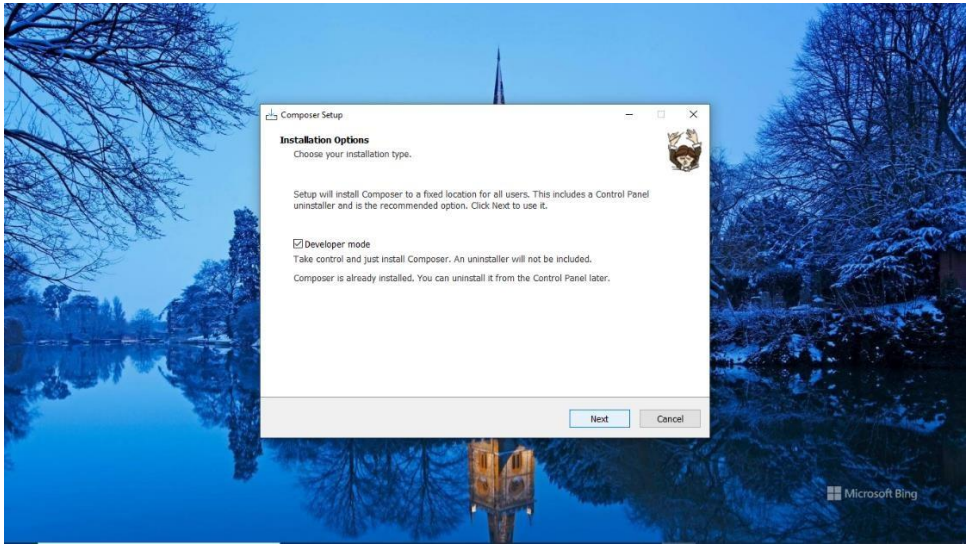 Composer Setup
Installation Options
Choose your installation type.
Setup will install Composer to a fixed location for all users. This includes a Control Panel
uninstaller and is the recommended option. Click Next to use it.
Developer mode
Take control and just install Composer. An uninstaller will not be included.
Composer is already installed. You can uninstall it from the Control Panel later.
Next Cancel
Microsoft Bing